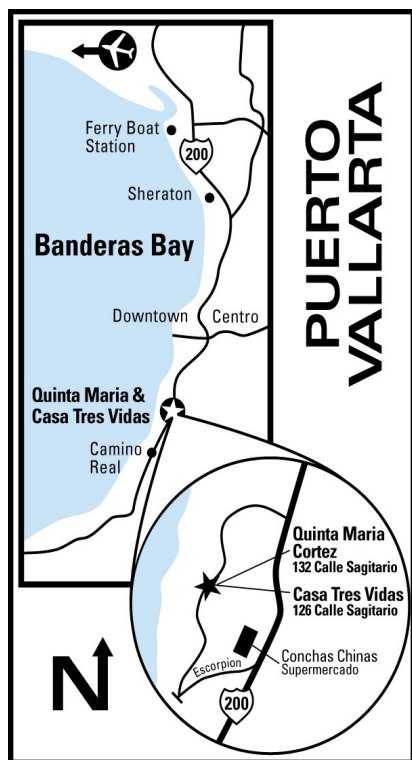 PUERTO
VALLARTA
Ferry Boat
Station
200
Sheraton
Banderas Bay
Downtown Centro
Quinta Maria &
Casa Tres Vidas
Camino
Real
Quinta Maria
Cortez
132 Calle Sagitario
Casa Tres Vidas
126 Calle Sagitario
Conchas Chinas
Supermercado
Escorpion
200
N